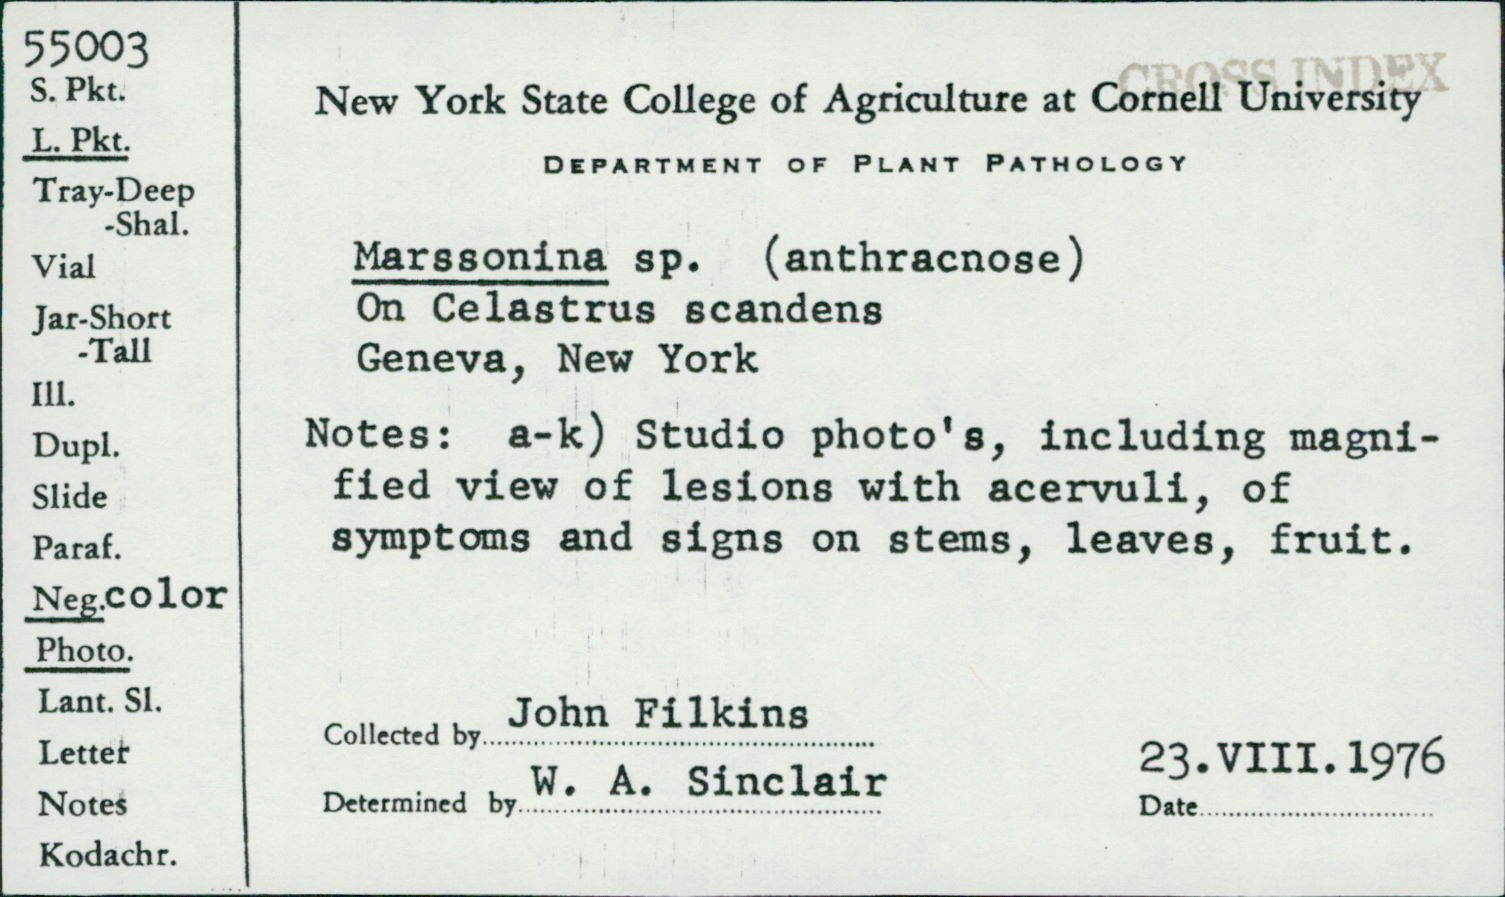 55003
S. Pkt.
L. Pkt.
Tray-Deep
-Shal.
Vial
Jar-Short
-Tall
Ill.
Dupl.
Slide
Paraf.
Neg.color
Photo.
Lant. Sl.
Letter
Notes
Kodachr.
CROSS INDEX
New York State College of Agriculture at Cornell University
DEPARTMENT OF PLANT PATHOLOGY
Marssonina sp. (anthracnose)
On Celastrus scandens
Geneva, New York
Notes: a-k) Studio photo's, including magni-
fied view of lesions with acervuli, of
symptoms and signs on stems, leaves, fruit.
Collected by John Filkins
Determined by W. A. Sinclair
23.VIII.1976
Date